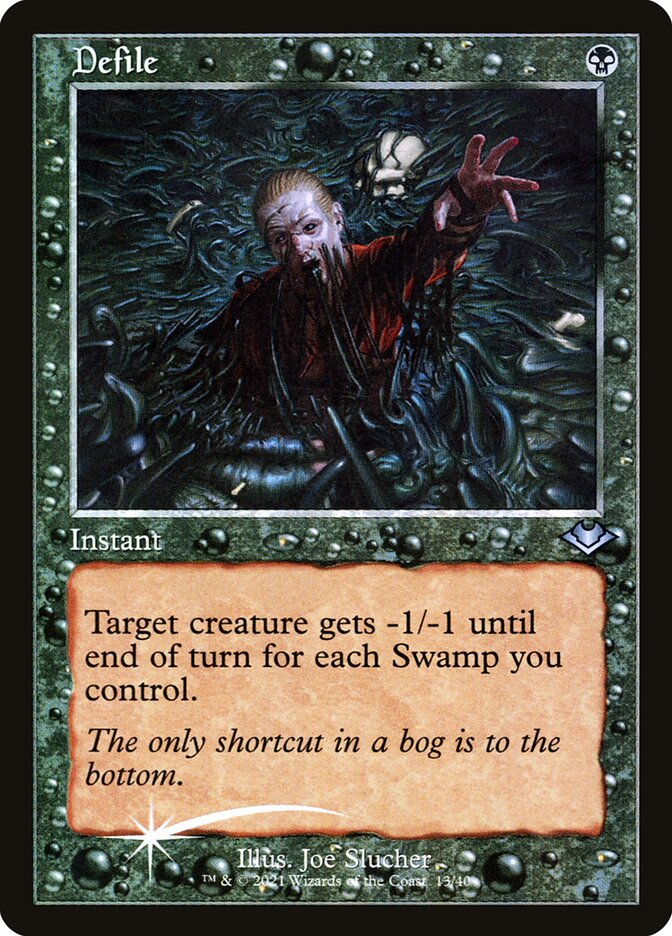 Defile
Instant
Target creature gets -1/-1 until
end of turn for each Swamp you
control.
The only shortcut in a bog is to the
bottom.
Illus. Joe Slucher
™ & © 2021 Wizards of the Coast 13/40